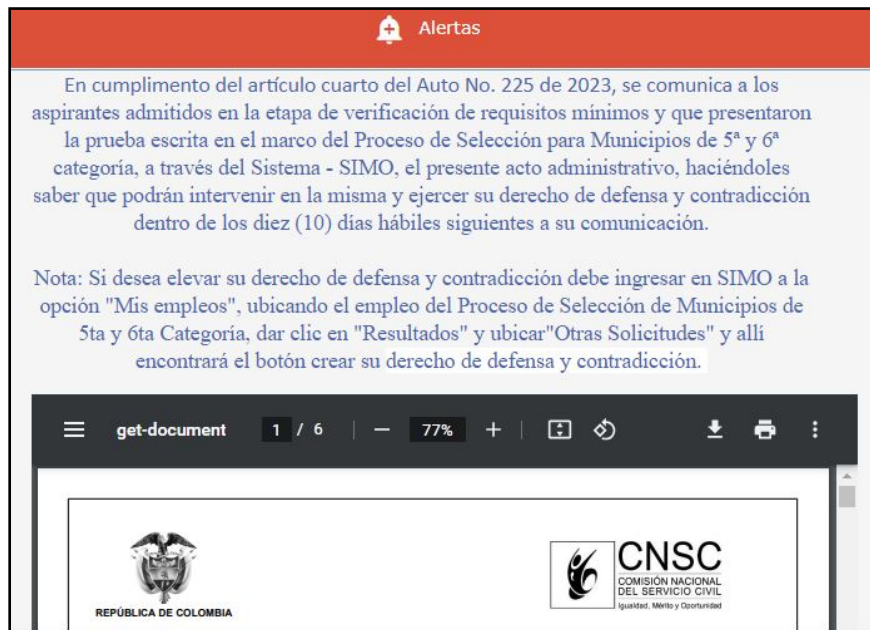 Alertas
En cumplimento del artículo cuarto del Auto No. 225 de 2023, se comunica a los
aspirantes admitidos en la etapa de verificación de requisitos mínimos y que presentaron
la prueba escrita en el marco del Proceso de Selección para Municipios de 5ª y 6ª
categoría, a través del Sistema - SIMO, el presente acto administrativo, haciéndoles
saber que podrán intervenir en la misma y ejercer su derecho de defensa y contradicción
dentro de los diez (10) días hábiles siguientes a su comunicación.
Nota: Si desea elevar su derecho de defensa y contradicción debe ingresar en SIMO a la
opción "Mis empleos", ubicando el empleo del Proceso de Selección de Municipios de
5ta y 6ta Categoría, dar clic en "Resultados" y ubicar"Otras Solicitudes" y allí
encontrará el botón crear su derecho de defensa y contradicción.
get-document 1 / 6 77%
REPÚBLICA DE COLOMBIA
CNSC
COMISIÓN NACIONAL
DEL SERVICIO CIVIL
Igualdad, Mérito y Oportunidad